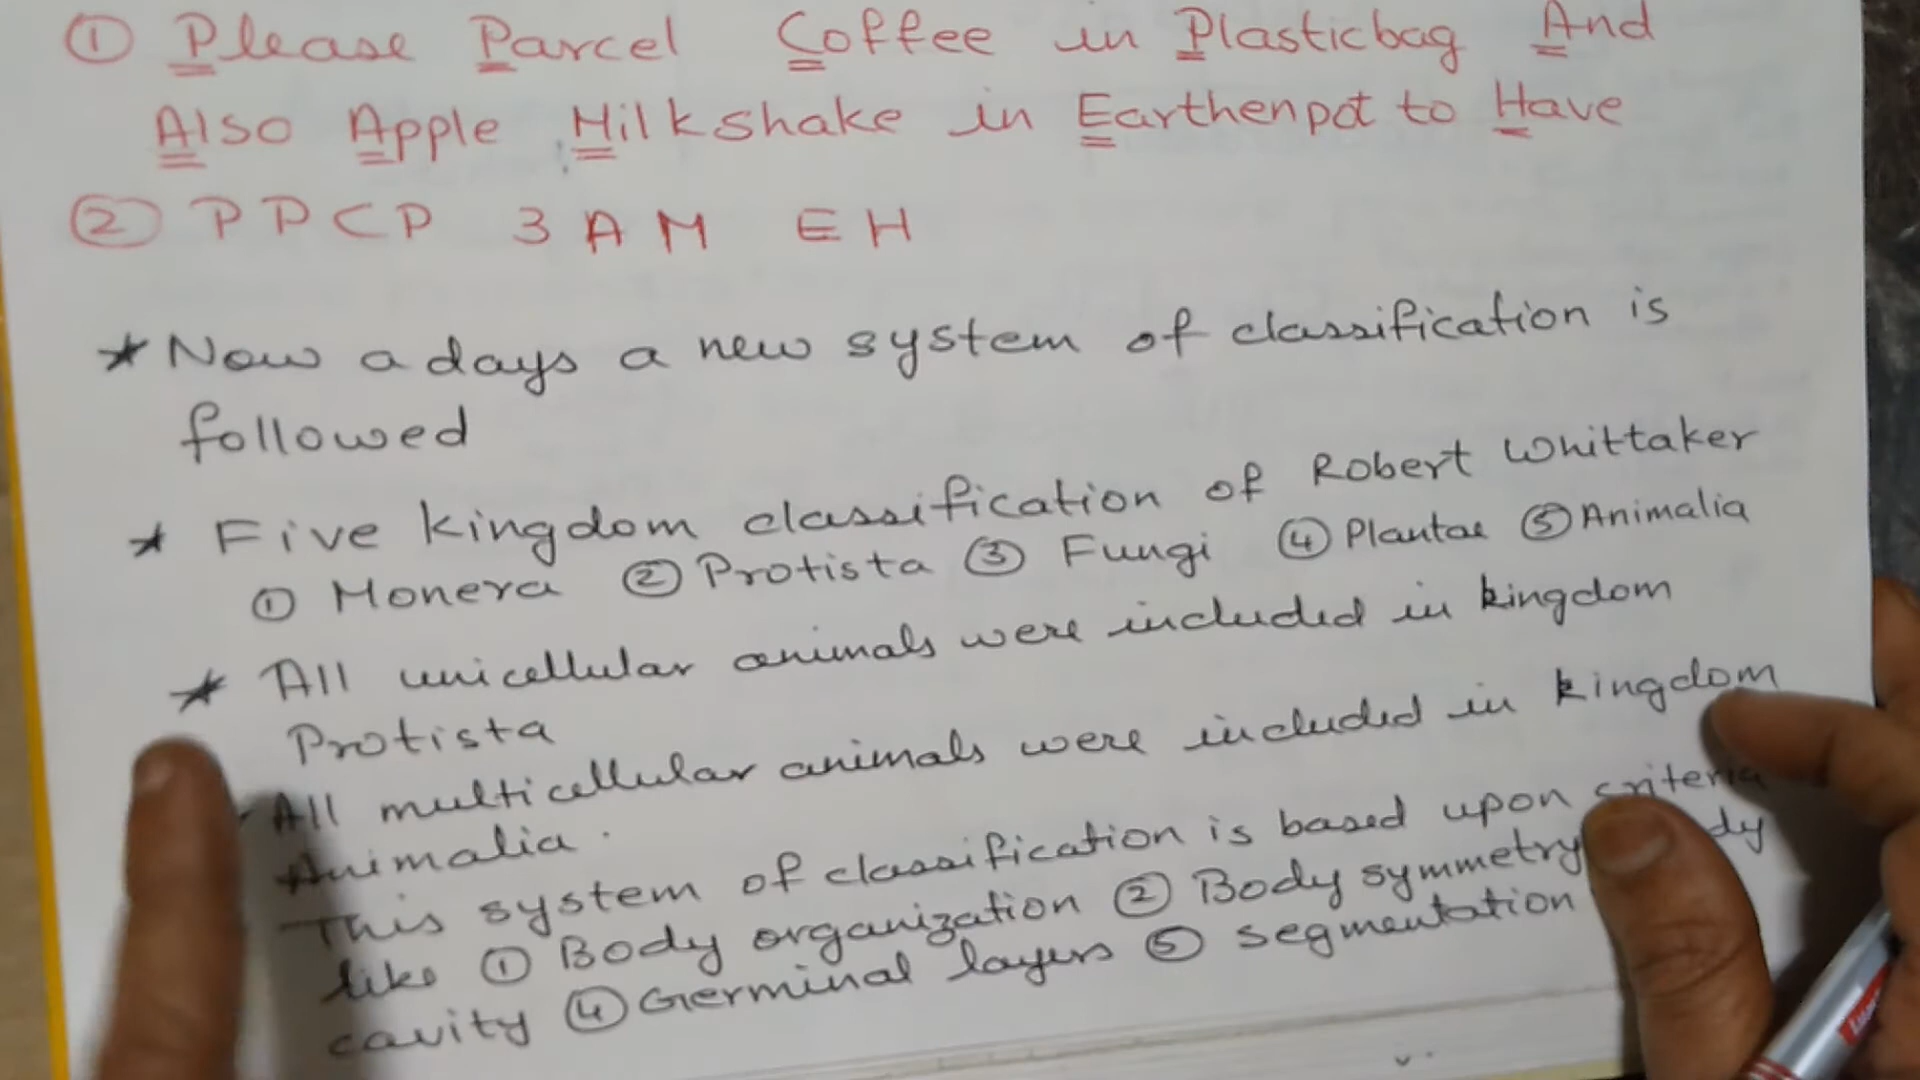 ① Please Parcel Coffee in Plasticbag And
Also Apple Milkshake in Earthenpot to Have
② PPCP 3 AM EH
* Now a days a new system of classification is
followed
* Five kingdom classification of Robert Whittaker
① Monera ② Protista ③ Fungi ④ Plantae ⑤ Animalia
* All unicellular animals were included in kingdom
Protista
All multicellular animals were included in kingdom
Animalia.
This system of classification is based upon criteria
like ① Body organization ② Body symmetry
cavity ④ Germinal layers ⑤ segmentation